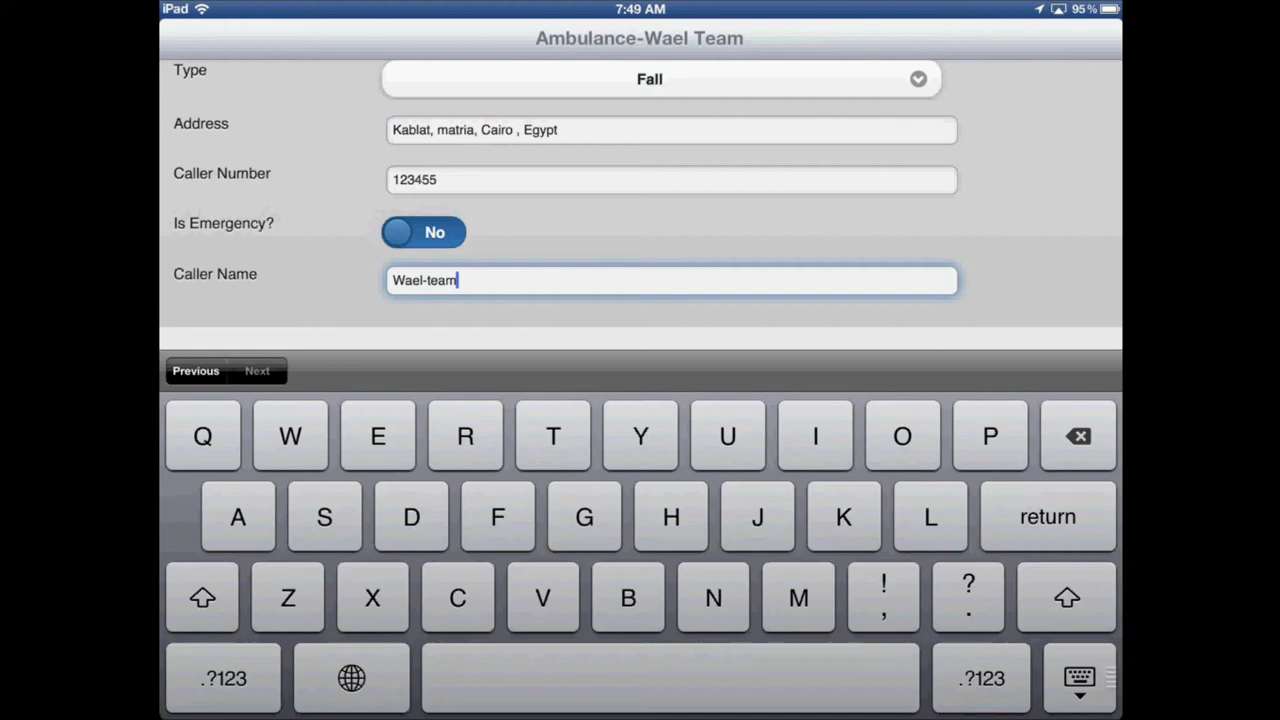 iPad 7:49 AM 95%
Ambulance-Wael Team
Type Fall
Address Kablat, matria, Cairo , Egypt
Caller Number 123455
Is Emergency? No
Caller Name Wael-team
Previous Next
Q W E R T Y U I O P
A S D F G H J K L return
Z X C V B N M ! , ? .
.?123 .?123